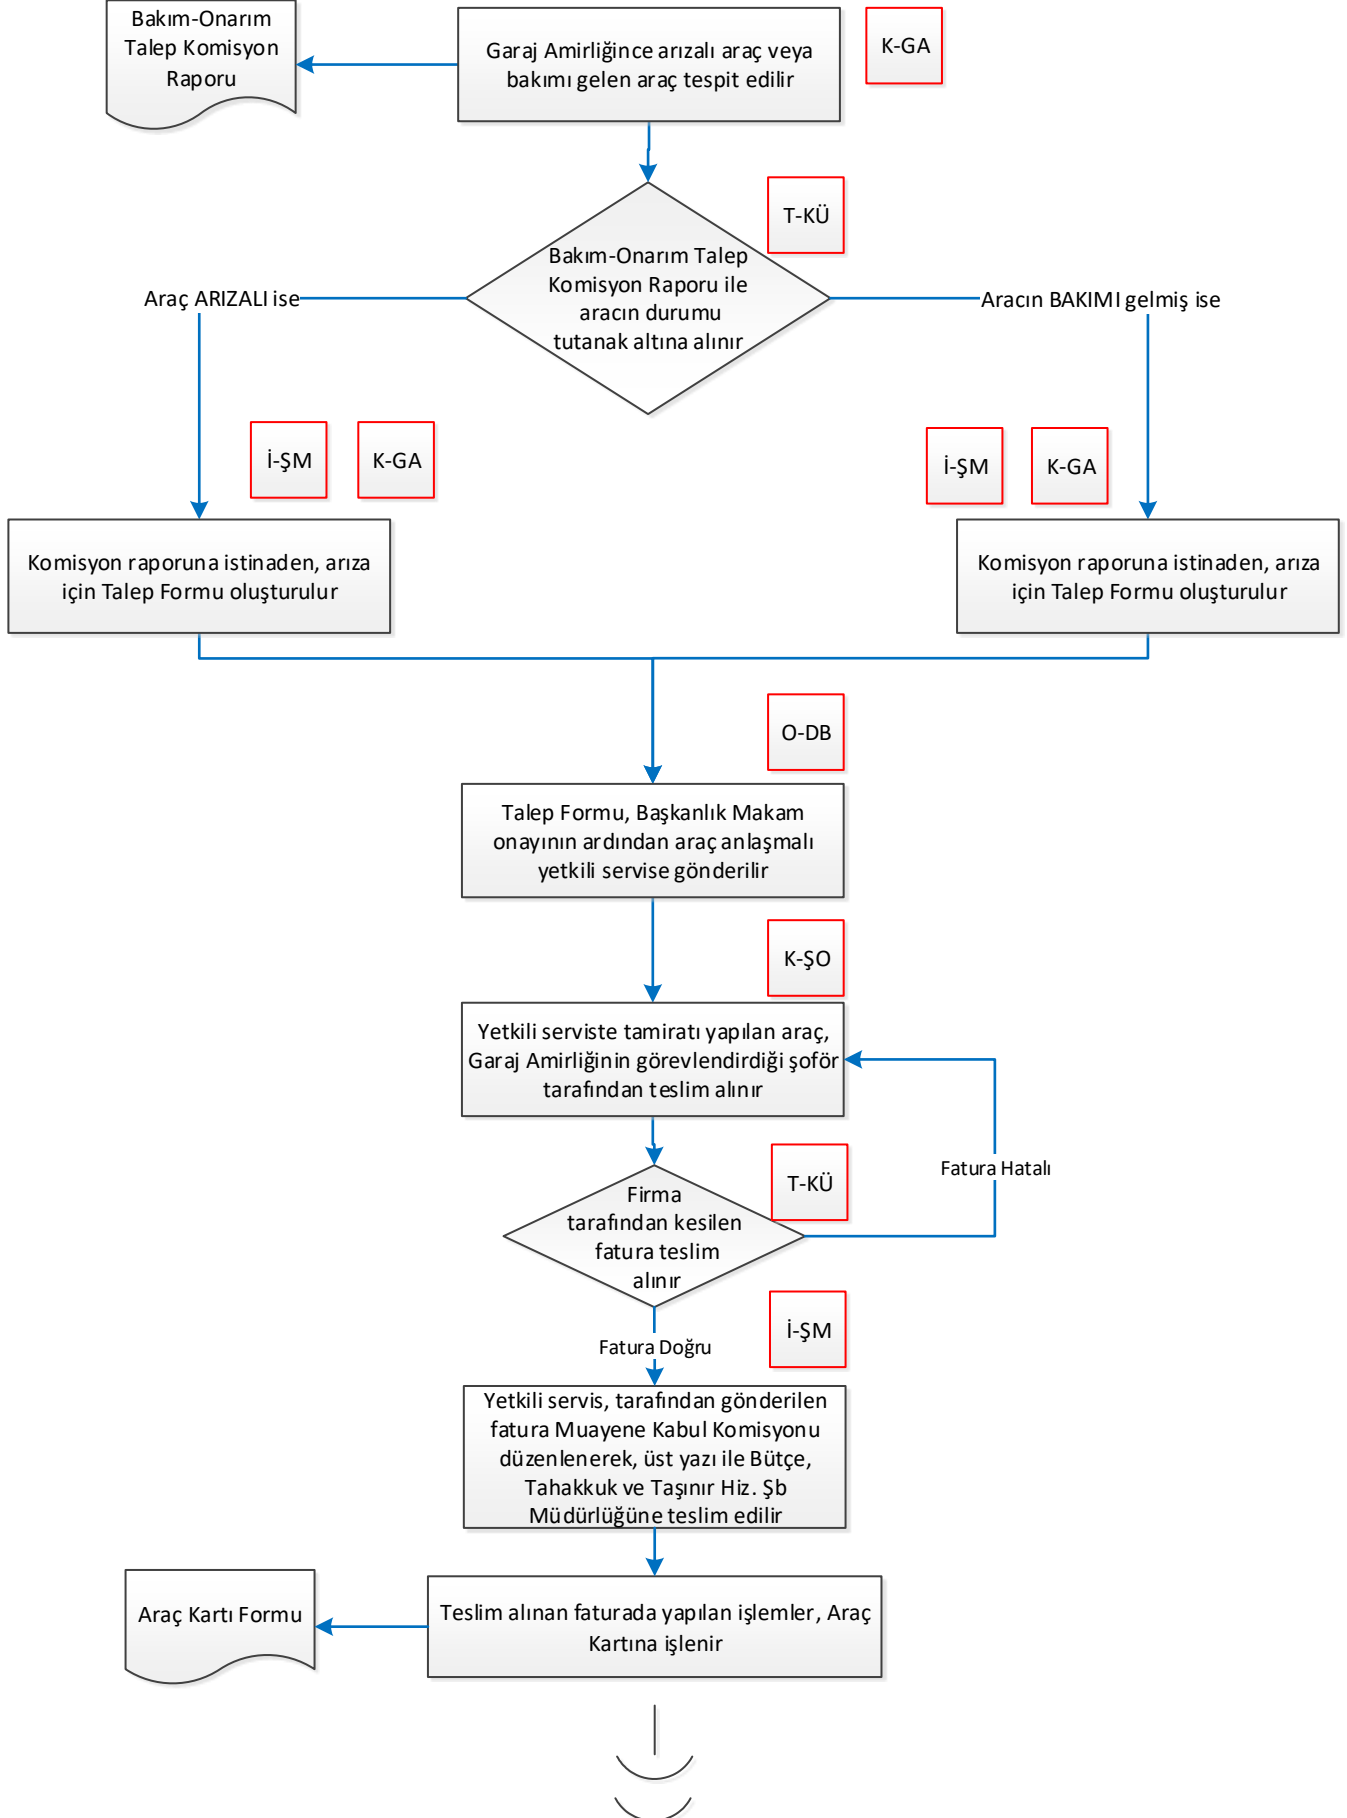 Bakım-Onarım
Talep Komisyon
Raporu
Garaj Amirliğince arızalı araç veya
bakımı gelen araç tespit edilir
K-GA
T-KÜ
Bakım-Onarım Talep
Komisyon Raporu ile
aracın durumu
tutanak altına alınır
Araç ARIZALI ise
Aracın BAKIMI gelmiş ise
İ-ŞM
K-GA
İ-ŞM
K-GA
Komisyon raporuna istinaden, arıza
için Talep Formu oluşturulur
Komisyon raporuna istinaden, arıza
için Talep Formu oluşturulur
O-DB
Talep Formu, Başkanlık Makam
onayının ardından araç anlaşmalı
yetkili servise gönderilir
K-ŞO
Yetkili serviste tamiratı yapılan araç,
Garaj Amirliğinin görevlendirdiği şoför
tarafından teslim alınır
T-KÜ
Fatura Hatalı
Firma
tarafından kesilen
fatura teslim
alınır
İ-ŞM
Fatura Doğru
Yetkili servis, tarafından gönderilen
fatura Muayene Kabul Komisyonu
düzenlenerek, üst yazı ile Bütçe,
Tahakkuk ve Taşınır Hiz. Şb
Müdürlüğüne teslim edilir
Araç Kartı Formu
Teslim alınan faturada yapılan işlemler, Araç
Kartına işlenir